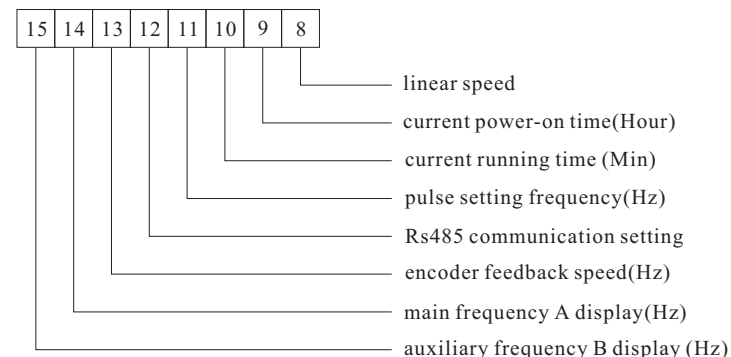 15 14 13 12 11 10 9 8
linear speed
current power-on time(Hour)
current running time (Min)
pulse setting frequency(Hz)
Rs485 communication setting
encoder feedback speed(Hz)
main frequency A display(Hz)
auxiliary frequency B display (Hz)